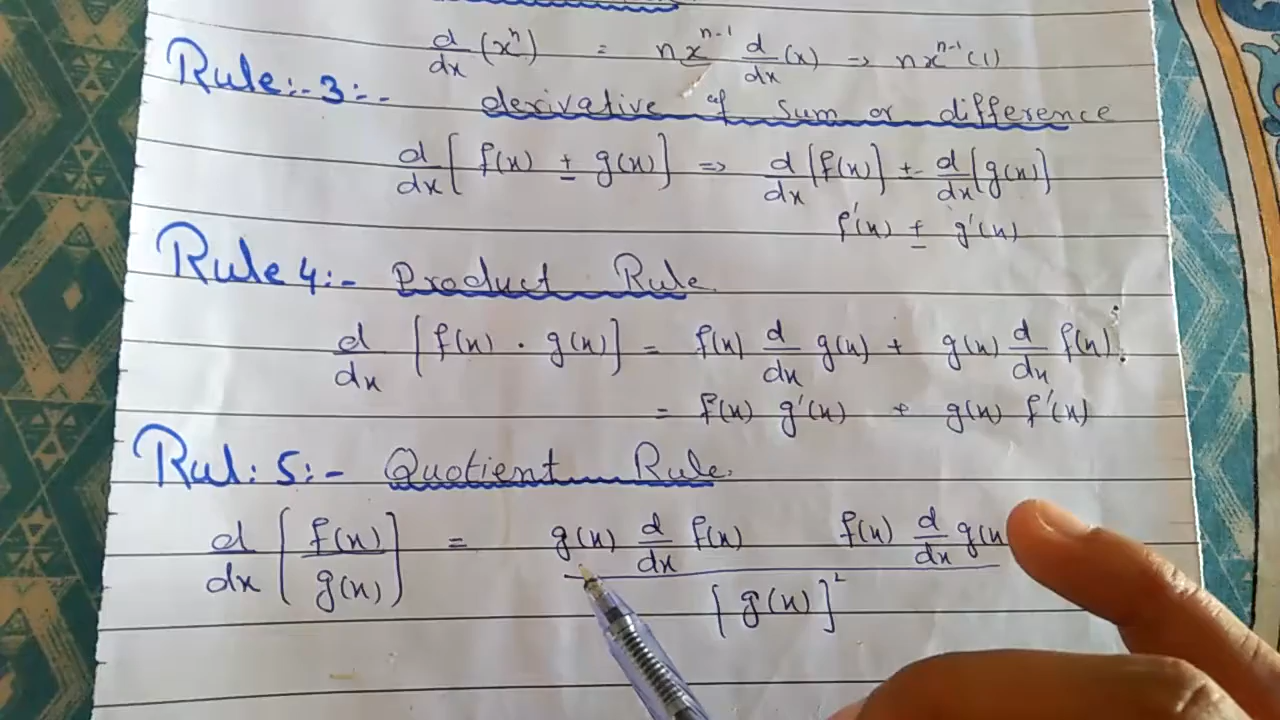 d/dx (xⁿ) = nxⁿ⁻¹ d/dx (x) → nxⁿ⁻¹ (1)
Rule:-3:- derivative of sum or difference
d/dx [f(x) ± g(x)] ⇒ d/dx [f(x)] ± d/dx [g(x)]
f'(x) ± g'(x)
Rule 4:- Product Rule.
d/dx [f(x) · g(x)] = f(x) d/dx g(x) + g(x) d/dx f(x).
= f(x) g'(x) + g(x) f'(x)
Rul:5:- Quotient Rule.
d/dx [f(x)/g(x)] = g(x) d/dx f(x) f(x) d/dx g(x / [g(x)]²